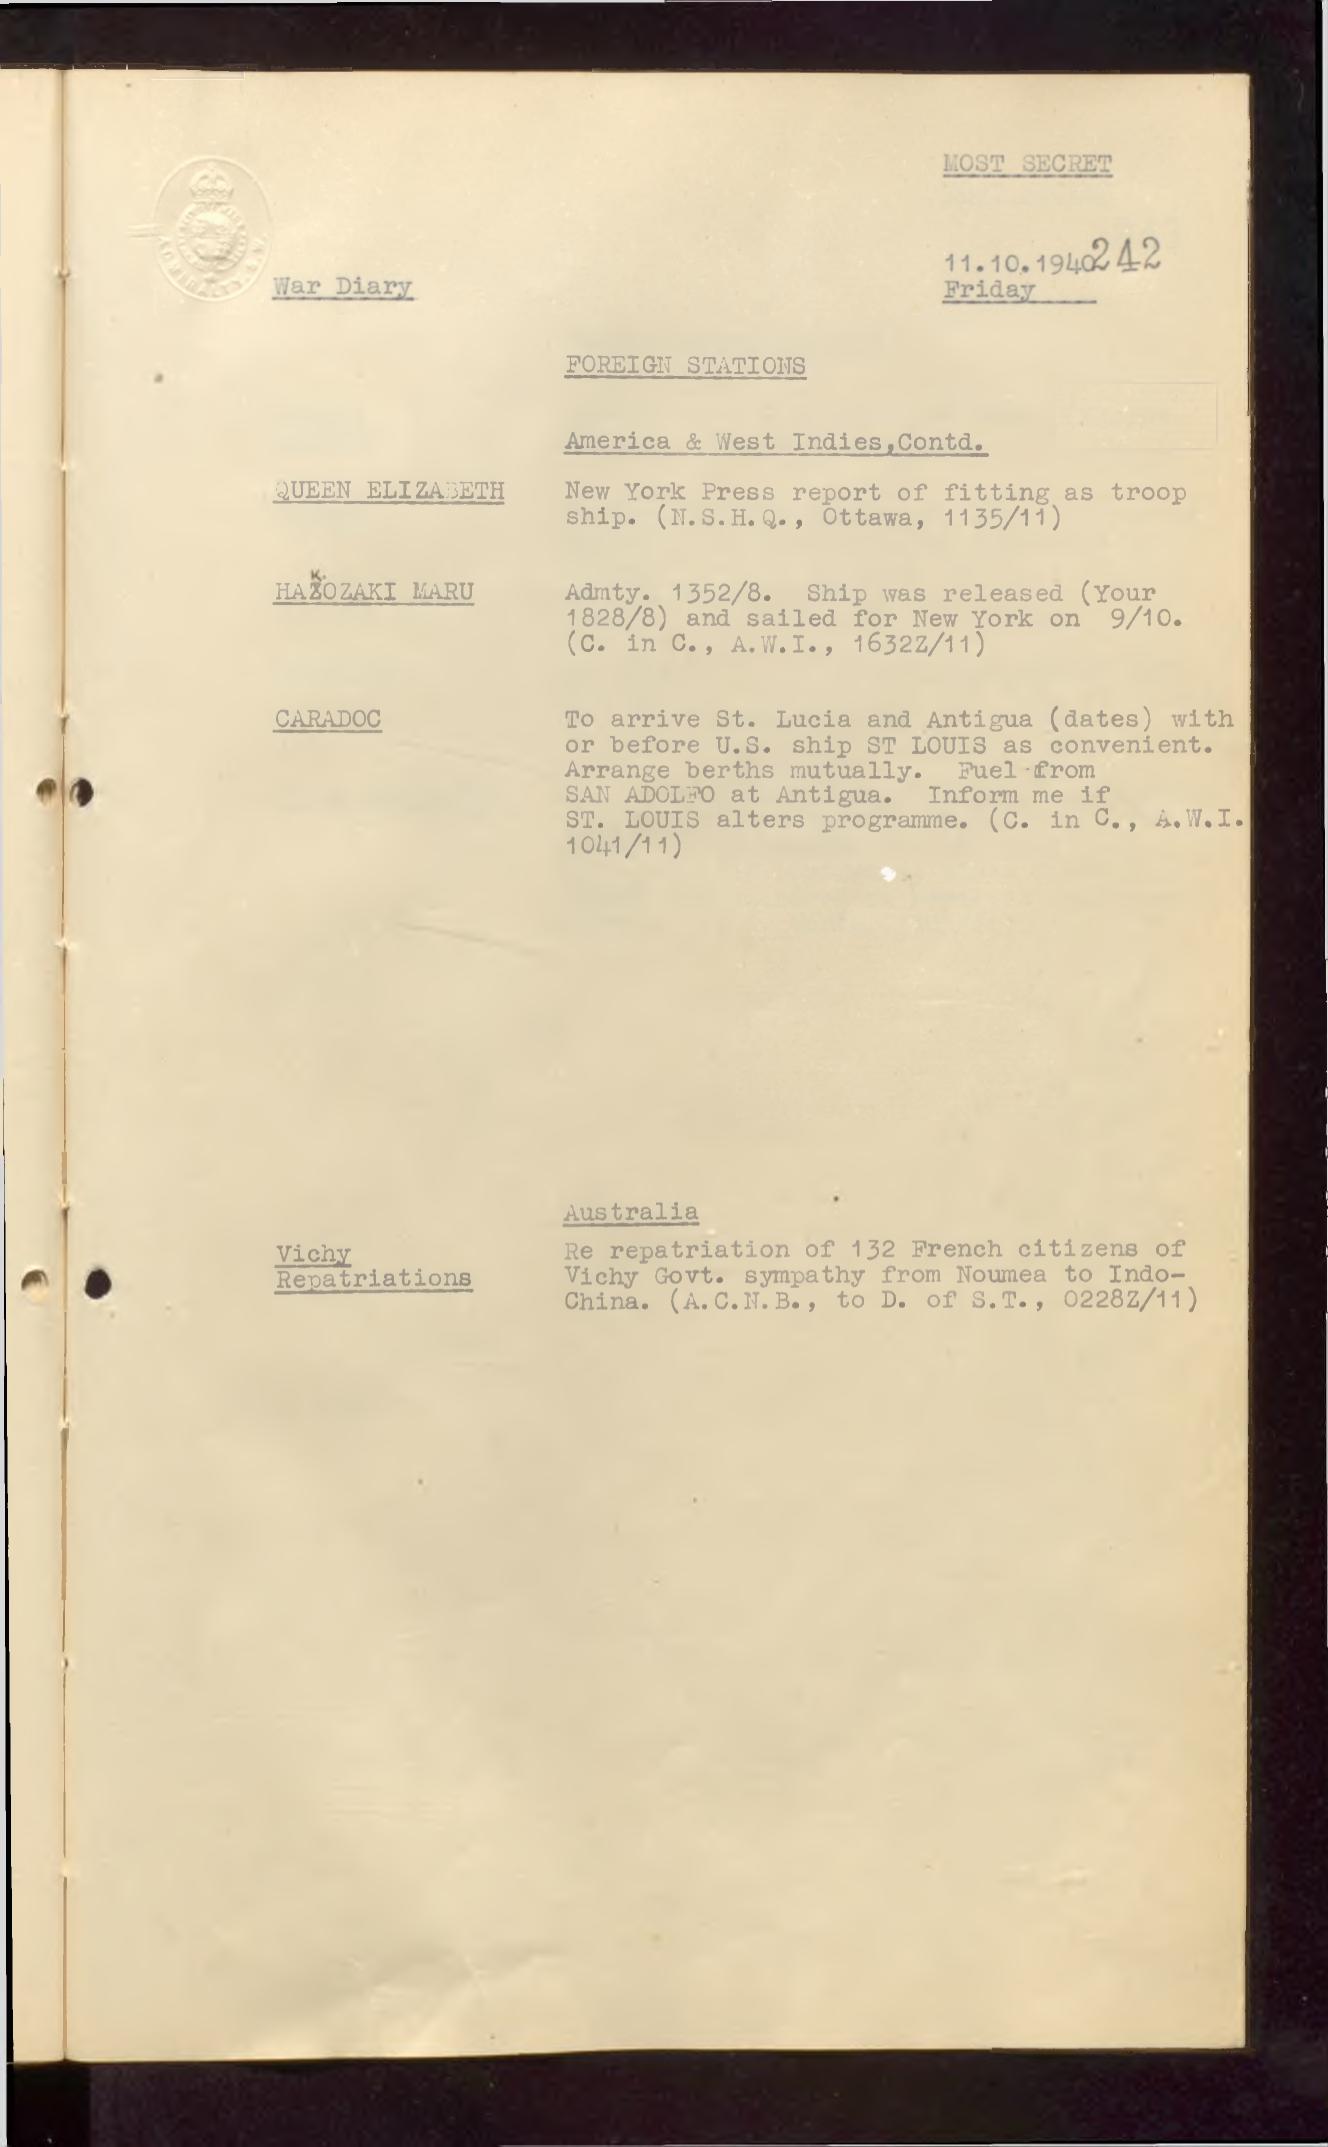 MOST SECRET
11.10.1940 242
War Diary
Friday
FOREIGN STATIONS
America & West Indies,Contd.
QUEEN ELIZABETH
New York Press report of fitting as troop
ship. (N.S.H.Q., Ottawa, 1135/11)
HAKOZAKI MARU
Admty. 1352/8. Ship was released (Your
1828/8) and sailed for New York on 9/10.
(C. in C., A.W.I., 1632Z/11)
CARADOC
To arrive St. Lucia and Antigua (dates) with
or before U.S. ship ST LOUIS as convenient.
Arrange berths mutually. Fuel from
SAN ADOLFO at Antigua. Inform me if
ST. LOUIS alters programme. (C. in C., A.W.I.
1041/11)
Australia
Vichy
Repatriations
Re repatriation of 132 French citizens of
Vichy Govt. sympathy from Noumea to Indo-
China. (A.C.N.B., to D. of S.T., 0228Z/11)